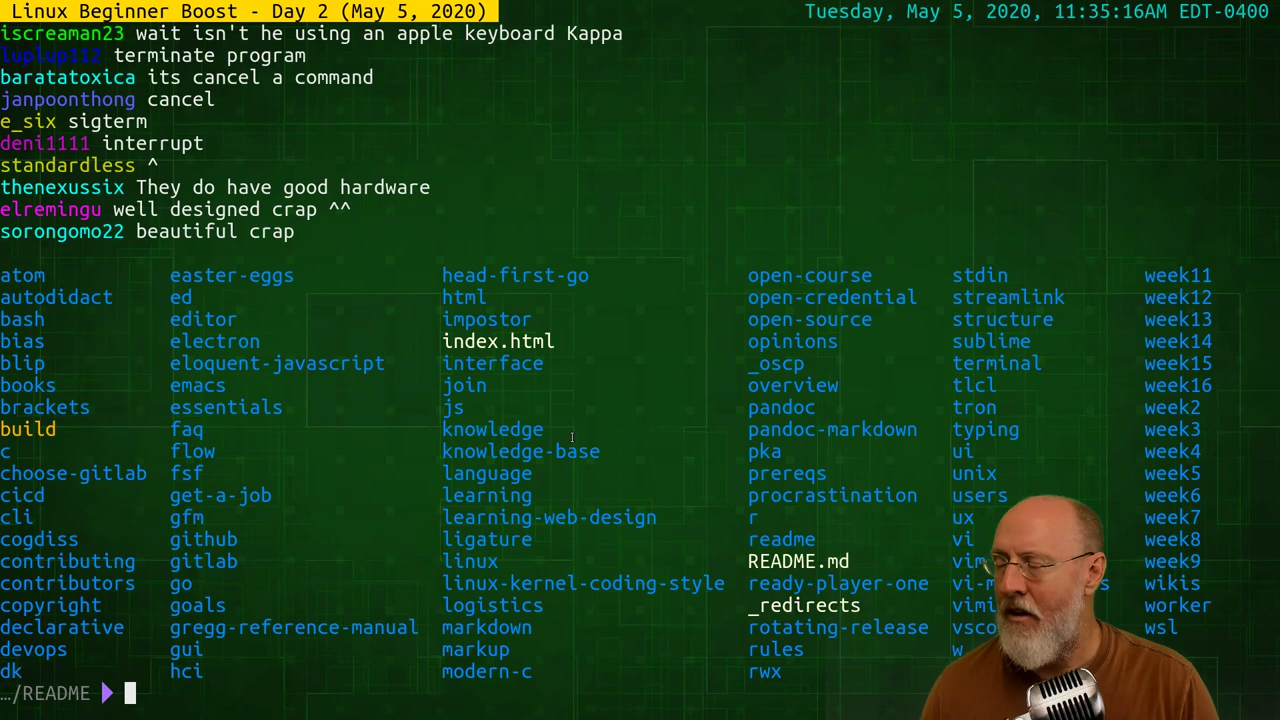 Linux Beginner Boost - Day 2 (May 5, 2020) Tuesday, May 5, 2020, 11:35:16AM EDT-0400
iscreaman23 wait isn't he using an apple keyboard Kappa
luplup112 terminate program
baratatoxica its cancel a command
janpoonthong cancel
e_six sigterm
deni1111 interrupt
standardless ^
thenexussix They do have good hardware
elremingu well designed crap ^^
sorongomo22 beautiful crap
atom easter-eggs head-first-go open-course stdin week11
autodidact ed html open-credential streamlink week12
bash editor impostor open-source structure week13
bias electron index.html opinions sublime week14
blip eloquent-javascript interface _oscp terminal week15
books emacs join overview tlcl week16
brackets essentials js pandoc tron week2
build faq knowledge pandoc-markdown typing week3
c flow knowledge-base pka ui week4
choose-gitlab fsf language prereqs unix week5
cicd get-a-job learning procrastination users week6
cli gfm learning-web-design r ux week7
cogdiss github ligature readme vi week8
contributing gitlab linux README.md week9
contributors go linux-kernel-coding-style ready-player-one wikis
copyright goals logistics _redirects worker
declarative gregg-reference-manual markdown rotating-release wsl
devops gui markup rules w
dk hci modern-c rwx
…/README